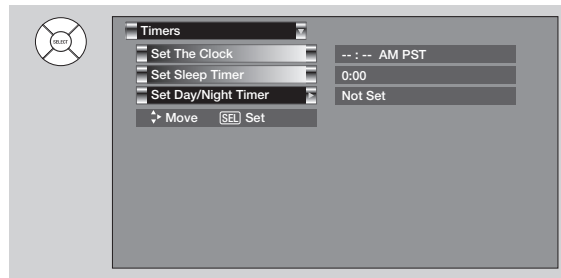 SELECT
Timers
Set The Clock -- : -- AM PST
Set Sleep Timer 0:00
Set Day/Night Timer Not Set
Move SEL Set